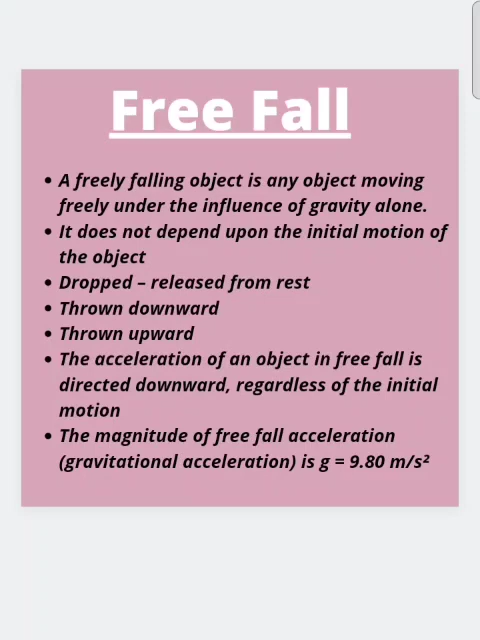 Free Fall
• A freely falling object is any object moving
freely under the influence of gravity alone.
• It does not depend upon the initial motion of
the object
• Dropped – released from rest
• Thrown downward
• Thrown upward
• The acceleration of an object in free fall is
directed downward, regardless of the initial
motion
• The magnitude of free fall acceleration
(gravitational acceleration) is g = 9.80 m/s²